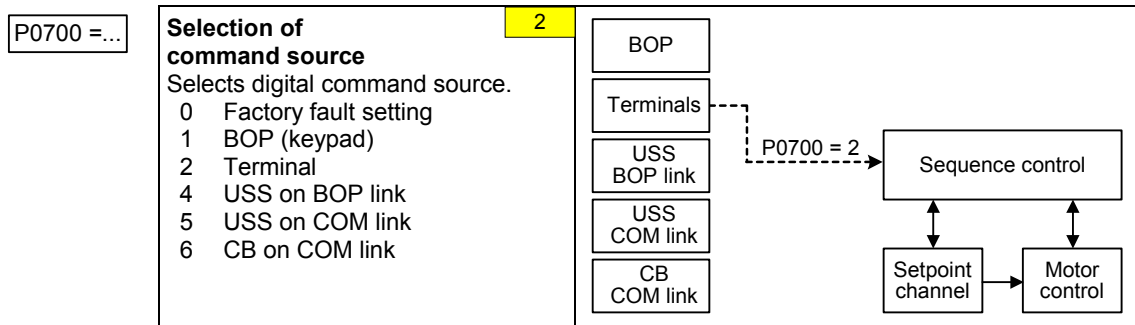 P0700 =...
Selection of
command source
2
Selects digital command source.
0 Factory fault setting
1 BOP (keypad)
2 Terminal
4 USS on BOP link
5 USS on COM link
6 CB on COM link
BOP
Terminals
USS
BOP link
USS
COM link
CB
COM link
P0700 = 2
Sequence control
Setpoint
channel
Motor
control